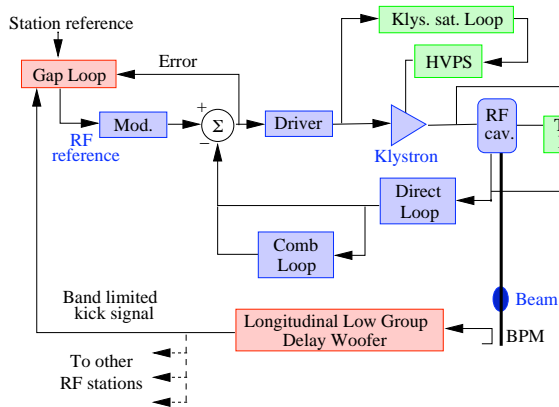 Station reference
Klys. sat. Loop
Gap Loop
Error
HVPS
+
Mod.
Σ
Driver
RF
cav.
T
−
RF
reference
Klystron
Direct
Loop
Comb
Loop
Beam
Band limited
kick signal
Longitudinal Low Group
Delay Woofer
BPM
To other
RF stations